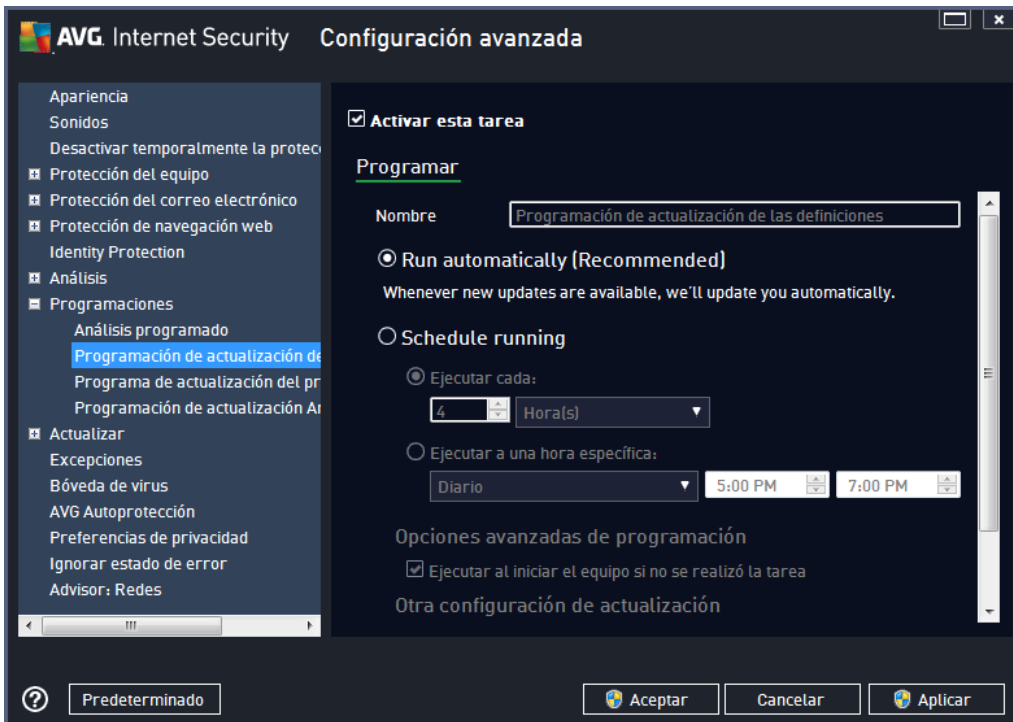 AVG. Internet Security Configuración avanzada
Apariencia
Sonidos
Desactivar temporalmente la protec
Protección del equipo
Protección del correo electrónico
Protección de navegación web
Identity Protection
Análisis
Programaciones
Análisis programado
Programación de actualización de
Programa de actualización del pr
Programación de actualización An
Actualizar
Excepciones
Bóveda de virus
AVG Autoprotección
Preferencias de privacidad
Ignorar estado de error
Advisor: Redes
Activar esta tarea
Programar
Nombre Programación de actualización de las definiciones
Run automatically (Recommended)
Whenever new updates are available, we'll update you automatically.
Schedule running
Ejecutar cada:
4 Hora(s)
Ejecutar a una hora específica:
Diario 5:00 PM 7:00 PM
Opciones avanzadas de programación
Ejecutar al iniciar el equipo si no se realizó la tarea
Otra configuración de actualización
? Predeterminado Aceptar Cancelar Aplicar